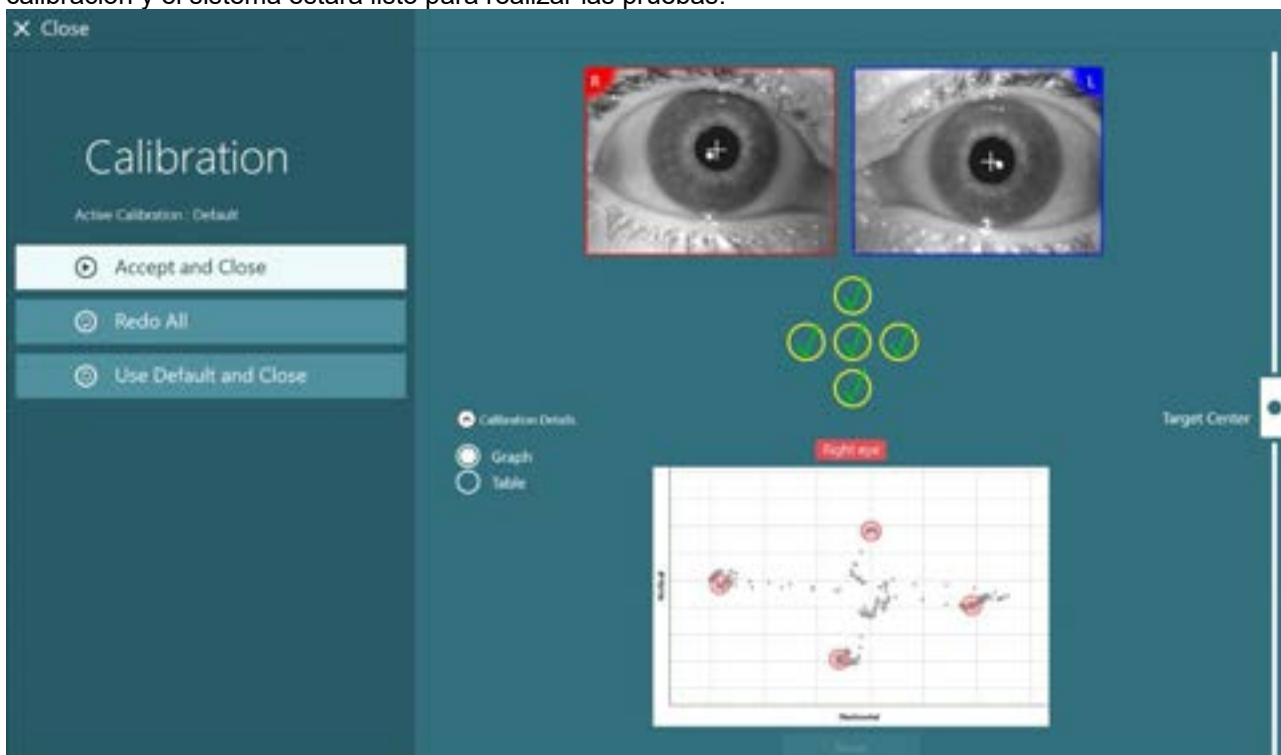 calibración y el sistema estará listo para realizar las pruebas.
X Close
R
L
Calibration
Active Calibration : Default
Accept and Close
Redo All
Use Default and Close
Calibration Details
Graph
Table
Target Center
Right eye
Vertical
Horizontal